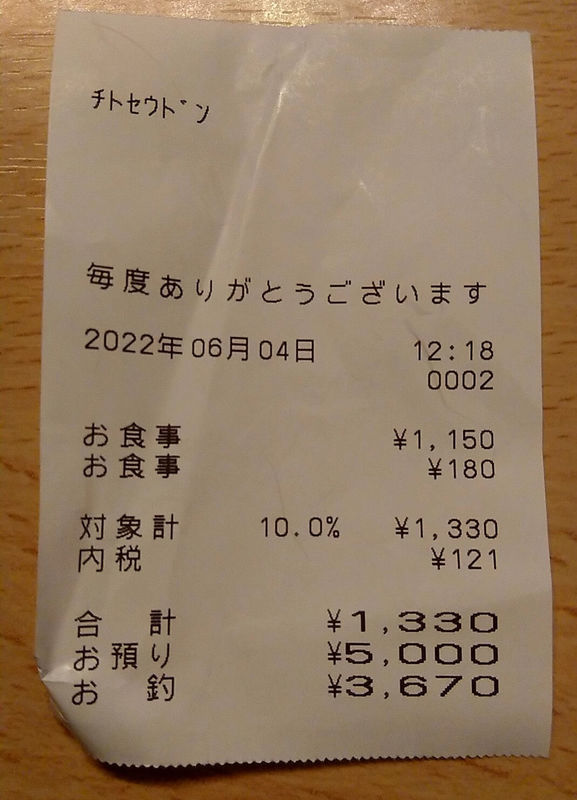 ﾁﾄｾｳﾄﾞﾝ
毎度ありがとうございます
2022年06月04日 12:18
0002
お食事 ¥1,150
お食事 ¥180
対象計 10.0% ¥1,330
内税 ¥121
合 計 ¥1,330
お預り ¥5,000
お 釣 ¥3,670